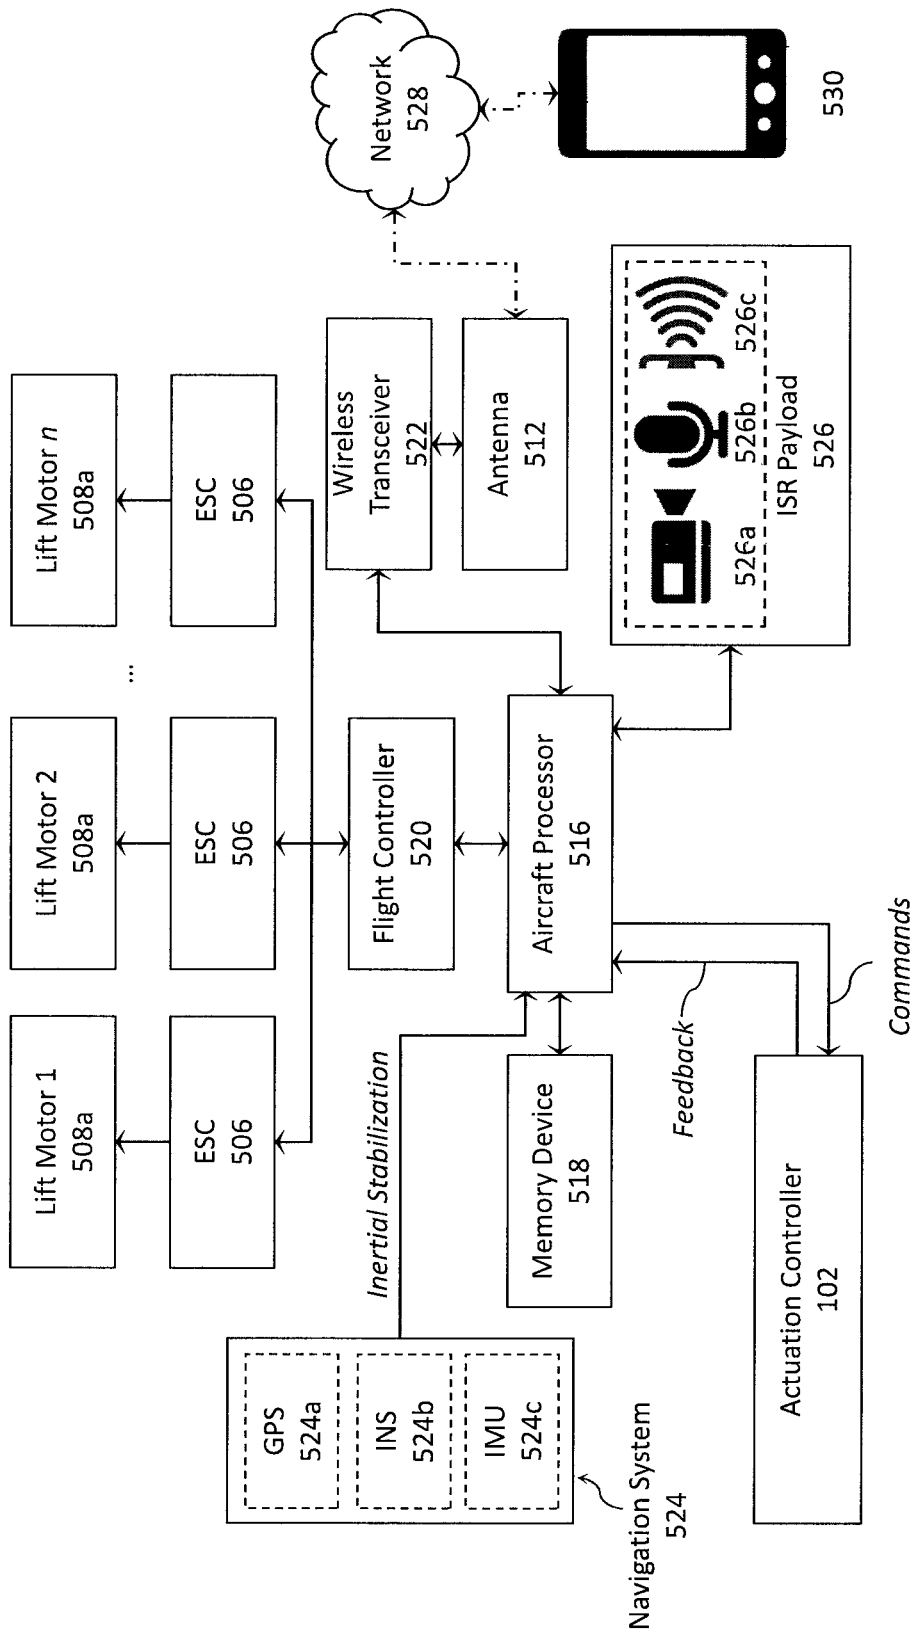 Lift Motor 1
508a
Lift Motor 2
508a
...
Lift Motor n
508a
ESC
506
ESC
506
ESC
506
GPS
524a
INS
524b
IMU
524c
Navigation System
524
Inertial Stabilization
Flight Controller
520
Wireless
Transceiver
522
Network
528
Memory Device
518
Aircraft Processor
516
Antenna
512
Feedback
Commands
Actuation Controller
102
526a
526b
526c
ISR Payload
526
530